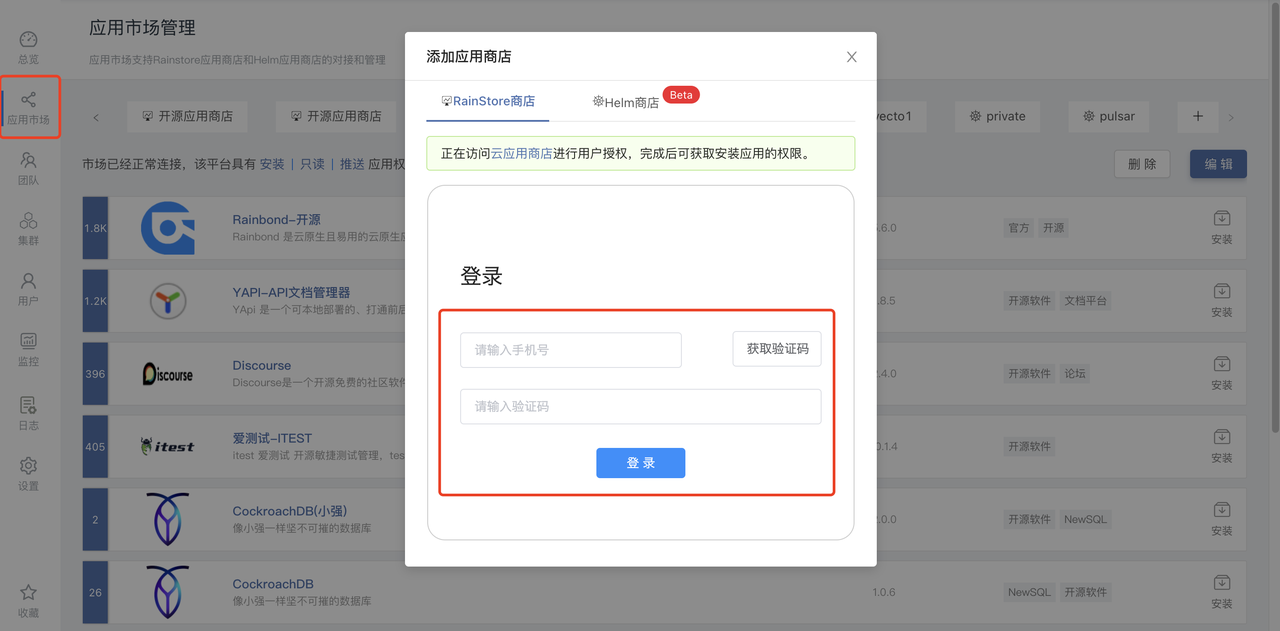 应用市场管理
应用市场支持Rainstore应用商店和Helm应用商店的对接和管理
总览
应用市场
团队
集群
用户
监控
日志
设置
收藏
开源应用商店
开源应用商店
vecto1
private
pulsar
市场已经正常连接，该平台具有 安装 | 只读 | 推送 应用权
删 除
编 辑
1.8K
Rainbond-开源
Rainbond 是云原生且易用的云原生
.6.0
官方
开源
安装
1.2K
YAPI-API文档管理器
YApi 是一个可本地部署的、打通前后
.8.5
开源软件
文档平台
安装
396
Discourse
Discourse
Discourse是一个开源免费的社区软件
.4.0
开源软件
论坛
安装
405
itest
爱测试-ITEST
itest 爱测试 开源敏捷测试管理，tes
0.1.4
开源软件
安装
2
CockroachDB(小强)
像小强一样坚不可摧的数据库
.0.0
开源软件
NewSQL
安装
26
CockroachDB
像小强一样坚不可摧的数据库
1.0.6
NewSQL
开源软件
安装
添加应用商店
RainStore商店
Helm商店
Beta
正在访问云应用商店进行用户授权，完成后可获取安装应用的权限。
登录
请输入手机号
获取验证码
请输入验证码
登 录